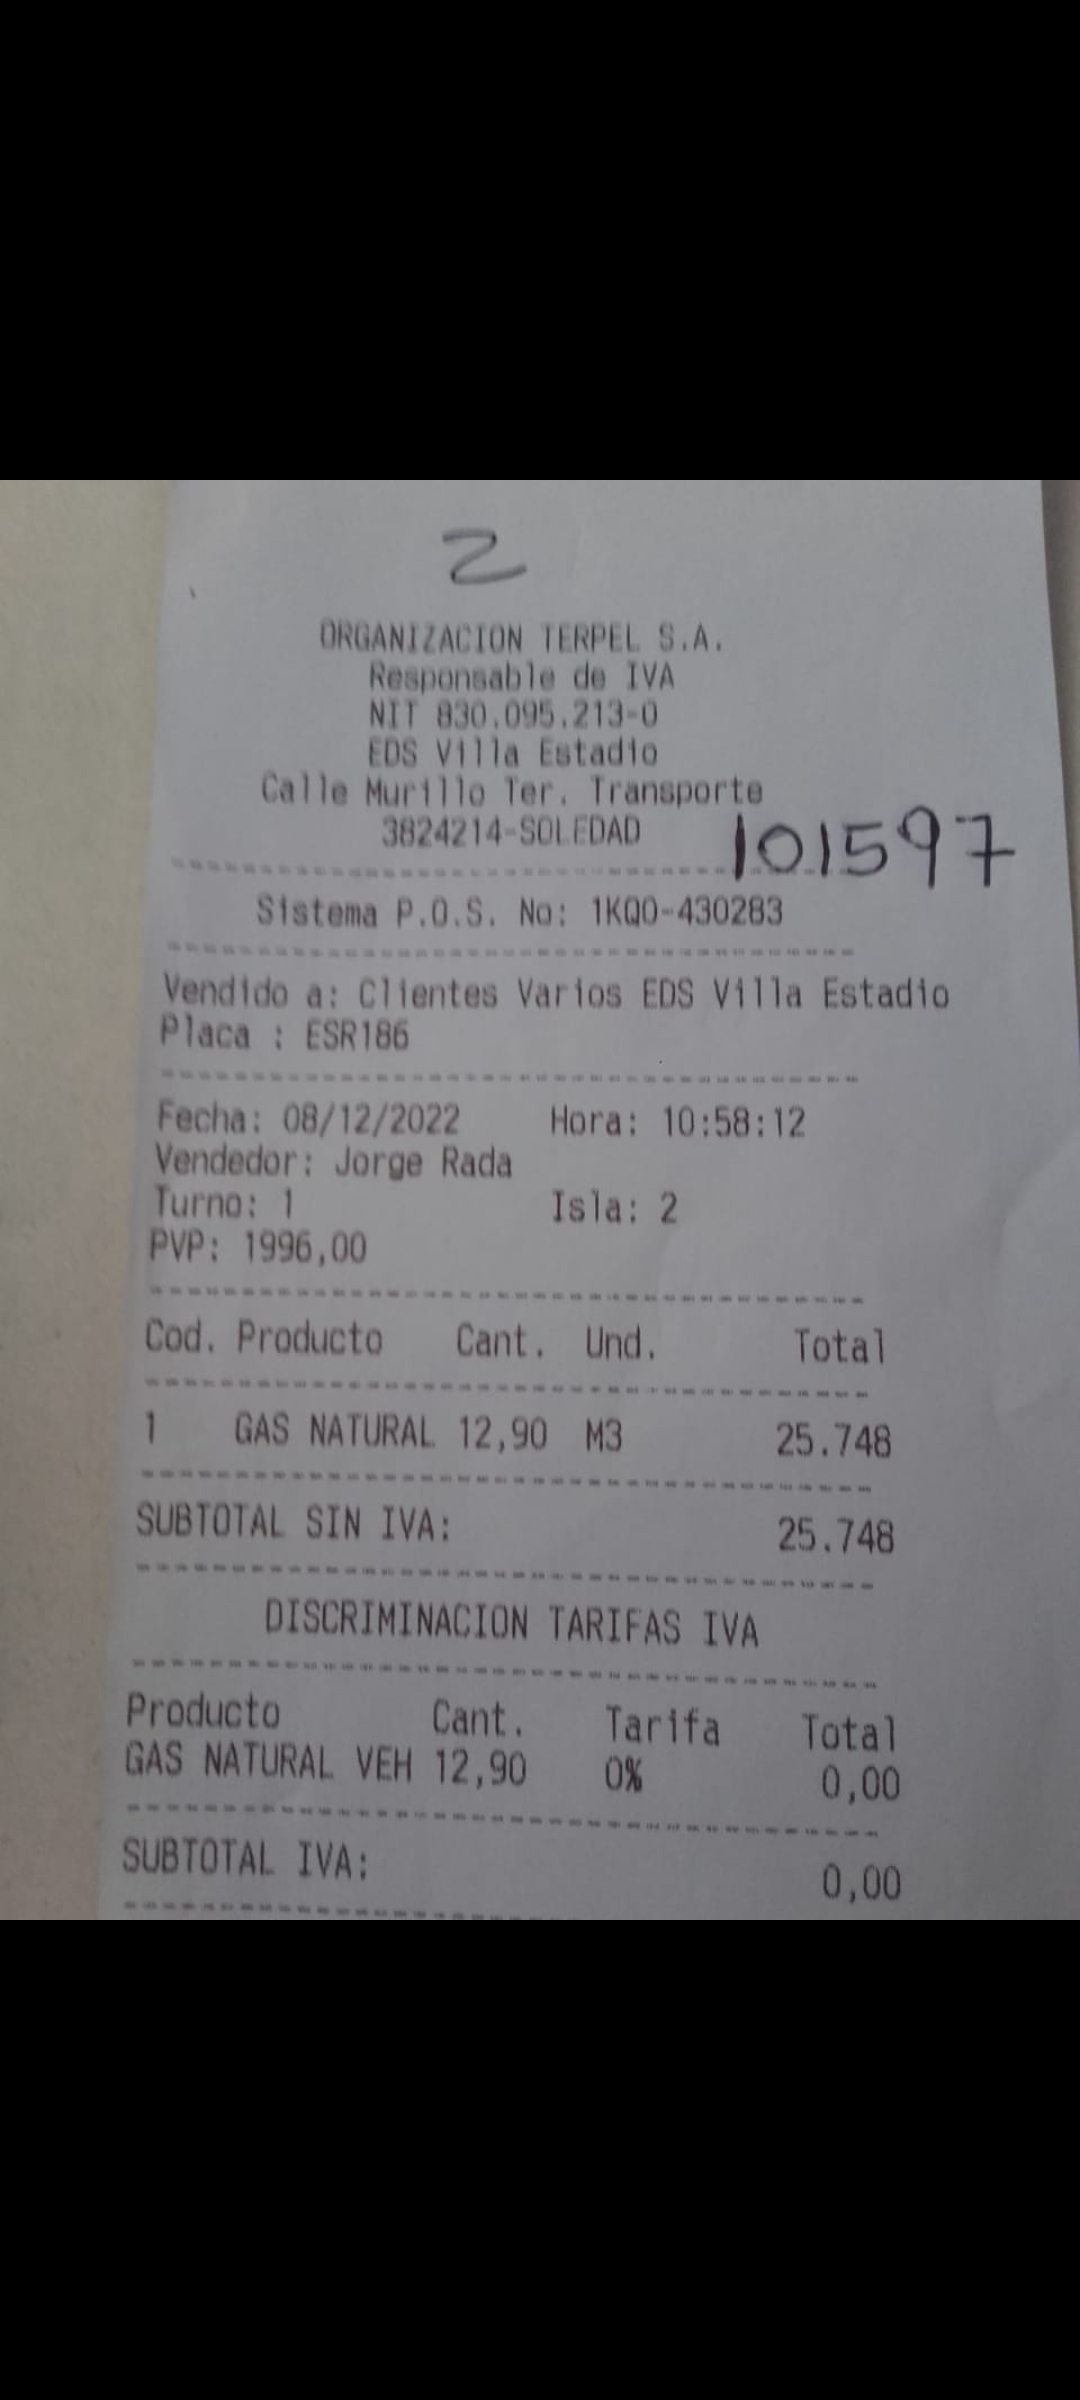 2
ORGANIZACION TERPEL S.A.
Responsable de IVA
NIT 830.095.213-0
EDS Villa Estadio
Calle Murillo Ter. Transporte
3824214-SOLEDAD
101597
Sistema P.O.S. No: 1KQ0-430283
Vendido a: Clientes Varios EDS Villa Estadio
Placa : ESR186
Fecha: 08/12/2022 Hora: 10:58:12
Vendedor: Jorge Rada
Turno: 1 Isla: 2
PVP: 1996,00
Cod. Producto Cant. Und. Total
1 GAS NATURAL 12,90 M3 25.748
SUBTOTAL SIN IVA: 25.748
DISCRIMINACION TARIFAS IVA
Producto Cant. Tarifa Total
GAS NATURAL VEH 12,90 0% 0,00
SUBTOTAL IVA: 0,00